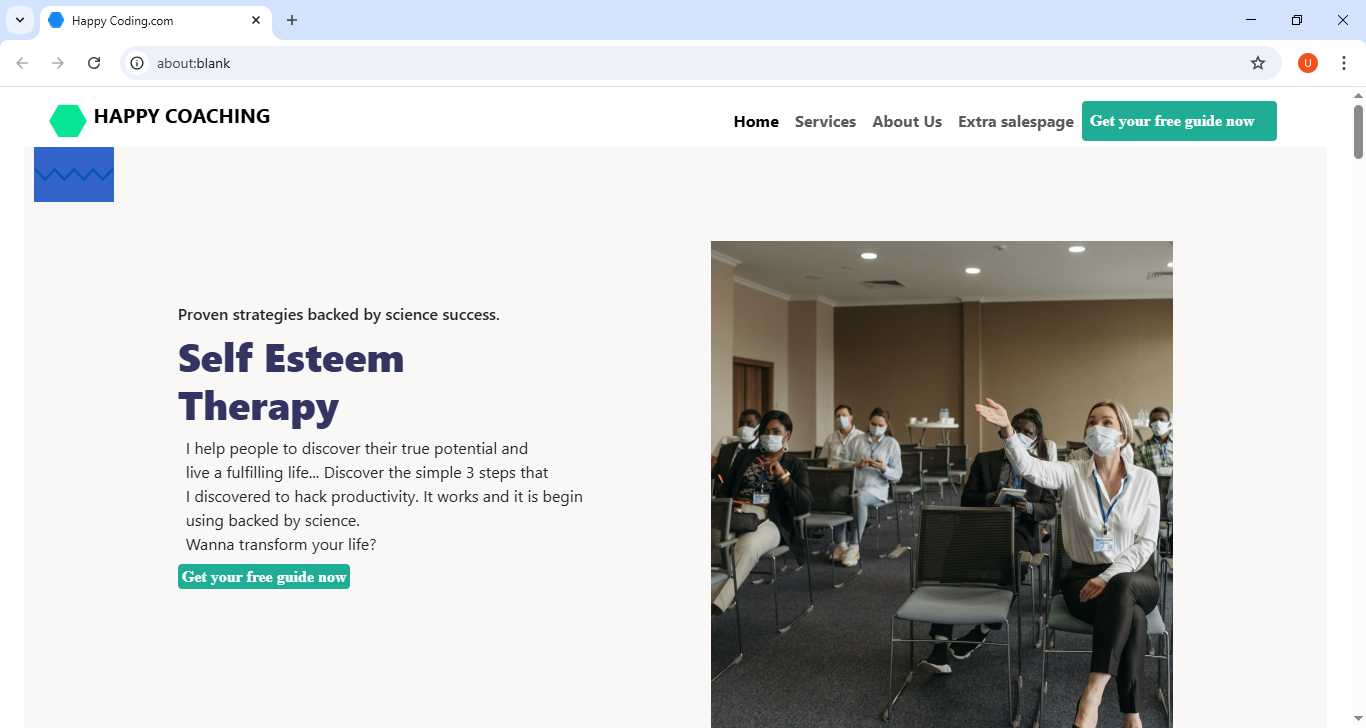 Happy Coding.com
about:blank
U
HAPPY COACHING
Home Services About Us Extra salespage Get your free guide now
Proven strategies backed by science success.
Self Esteem
Therapy
I help people to discover their true potential and
live a fulfilling life... Discover the simple 3 steps that
I discovered to hack productivity. It works and it is begin
using backed by science.
Wanna transform your life?
Get your free guide now